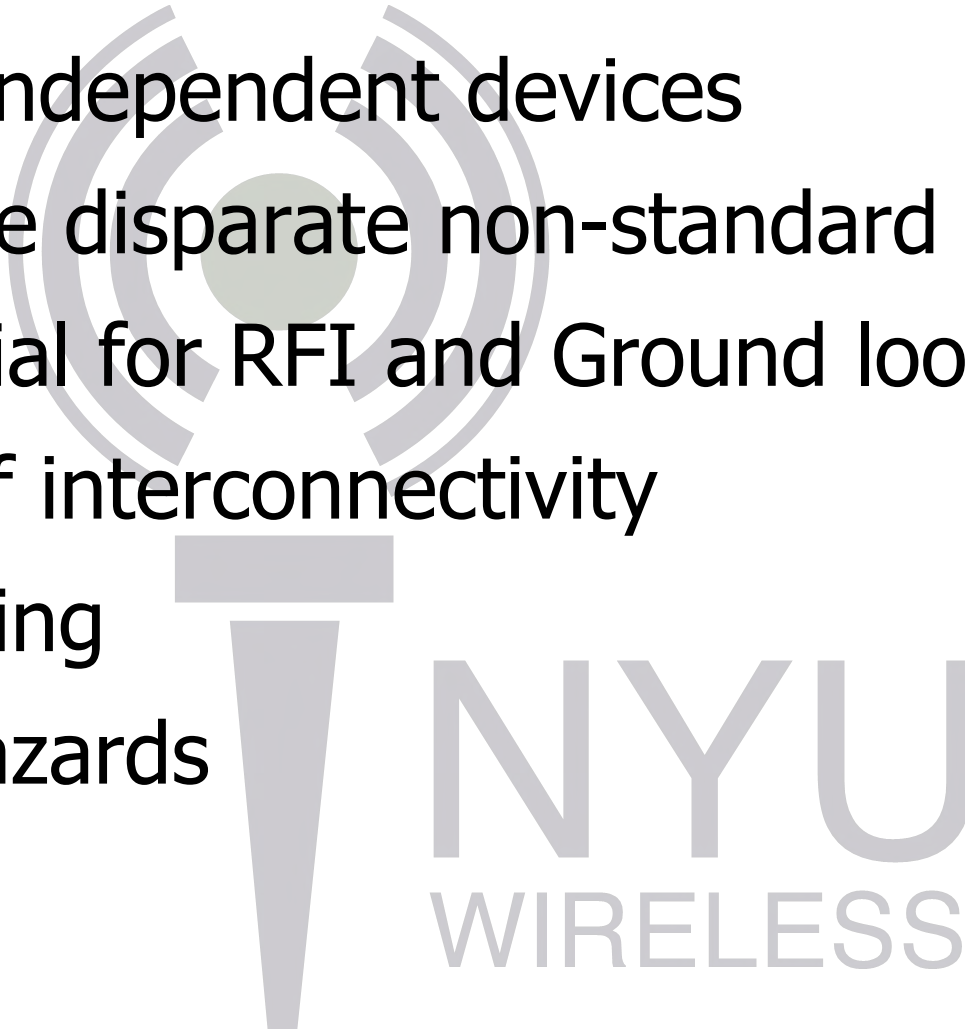 ndependent devices
e disparate non-standard
ial for RFI and Ground loo
f interconnectivity
ing
azards
NYU
WIRELESS